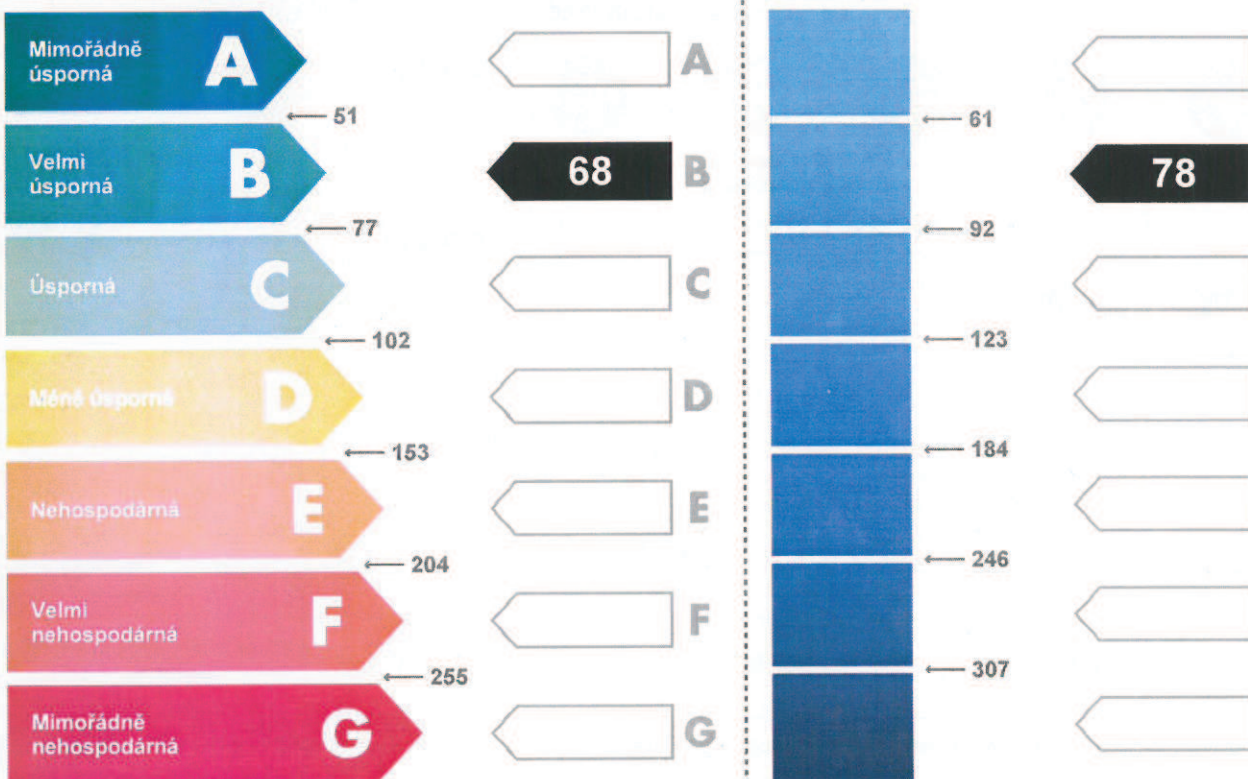 Mimořádně
úsporná
A
A
← 51
← 61
Velmi
úsporná
B
68
B
78
← 77
← 92
Úsporná
C
C
← 102
← 123
Méně úsporná
D
D
← 153
← 184
Nehospodárná
E
E
← 204
← 246
Velmi
nehospodárná
F
F
← 255
← 307
Mimořádně
nehospodárná
G
G